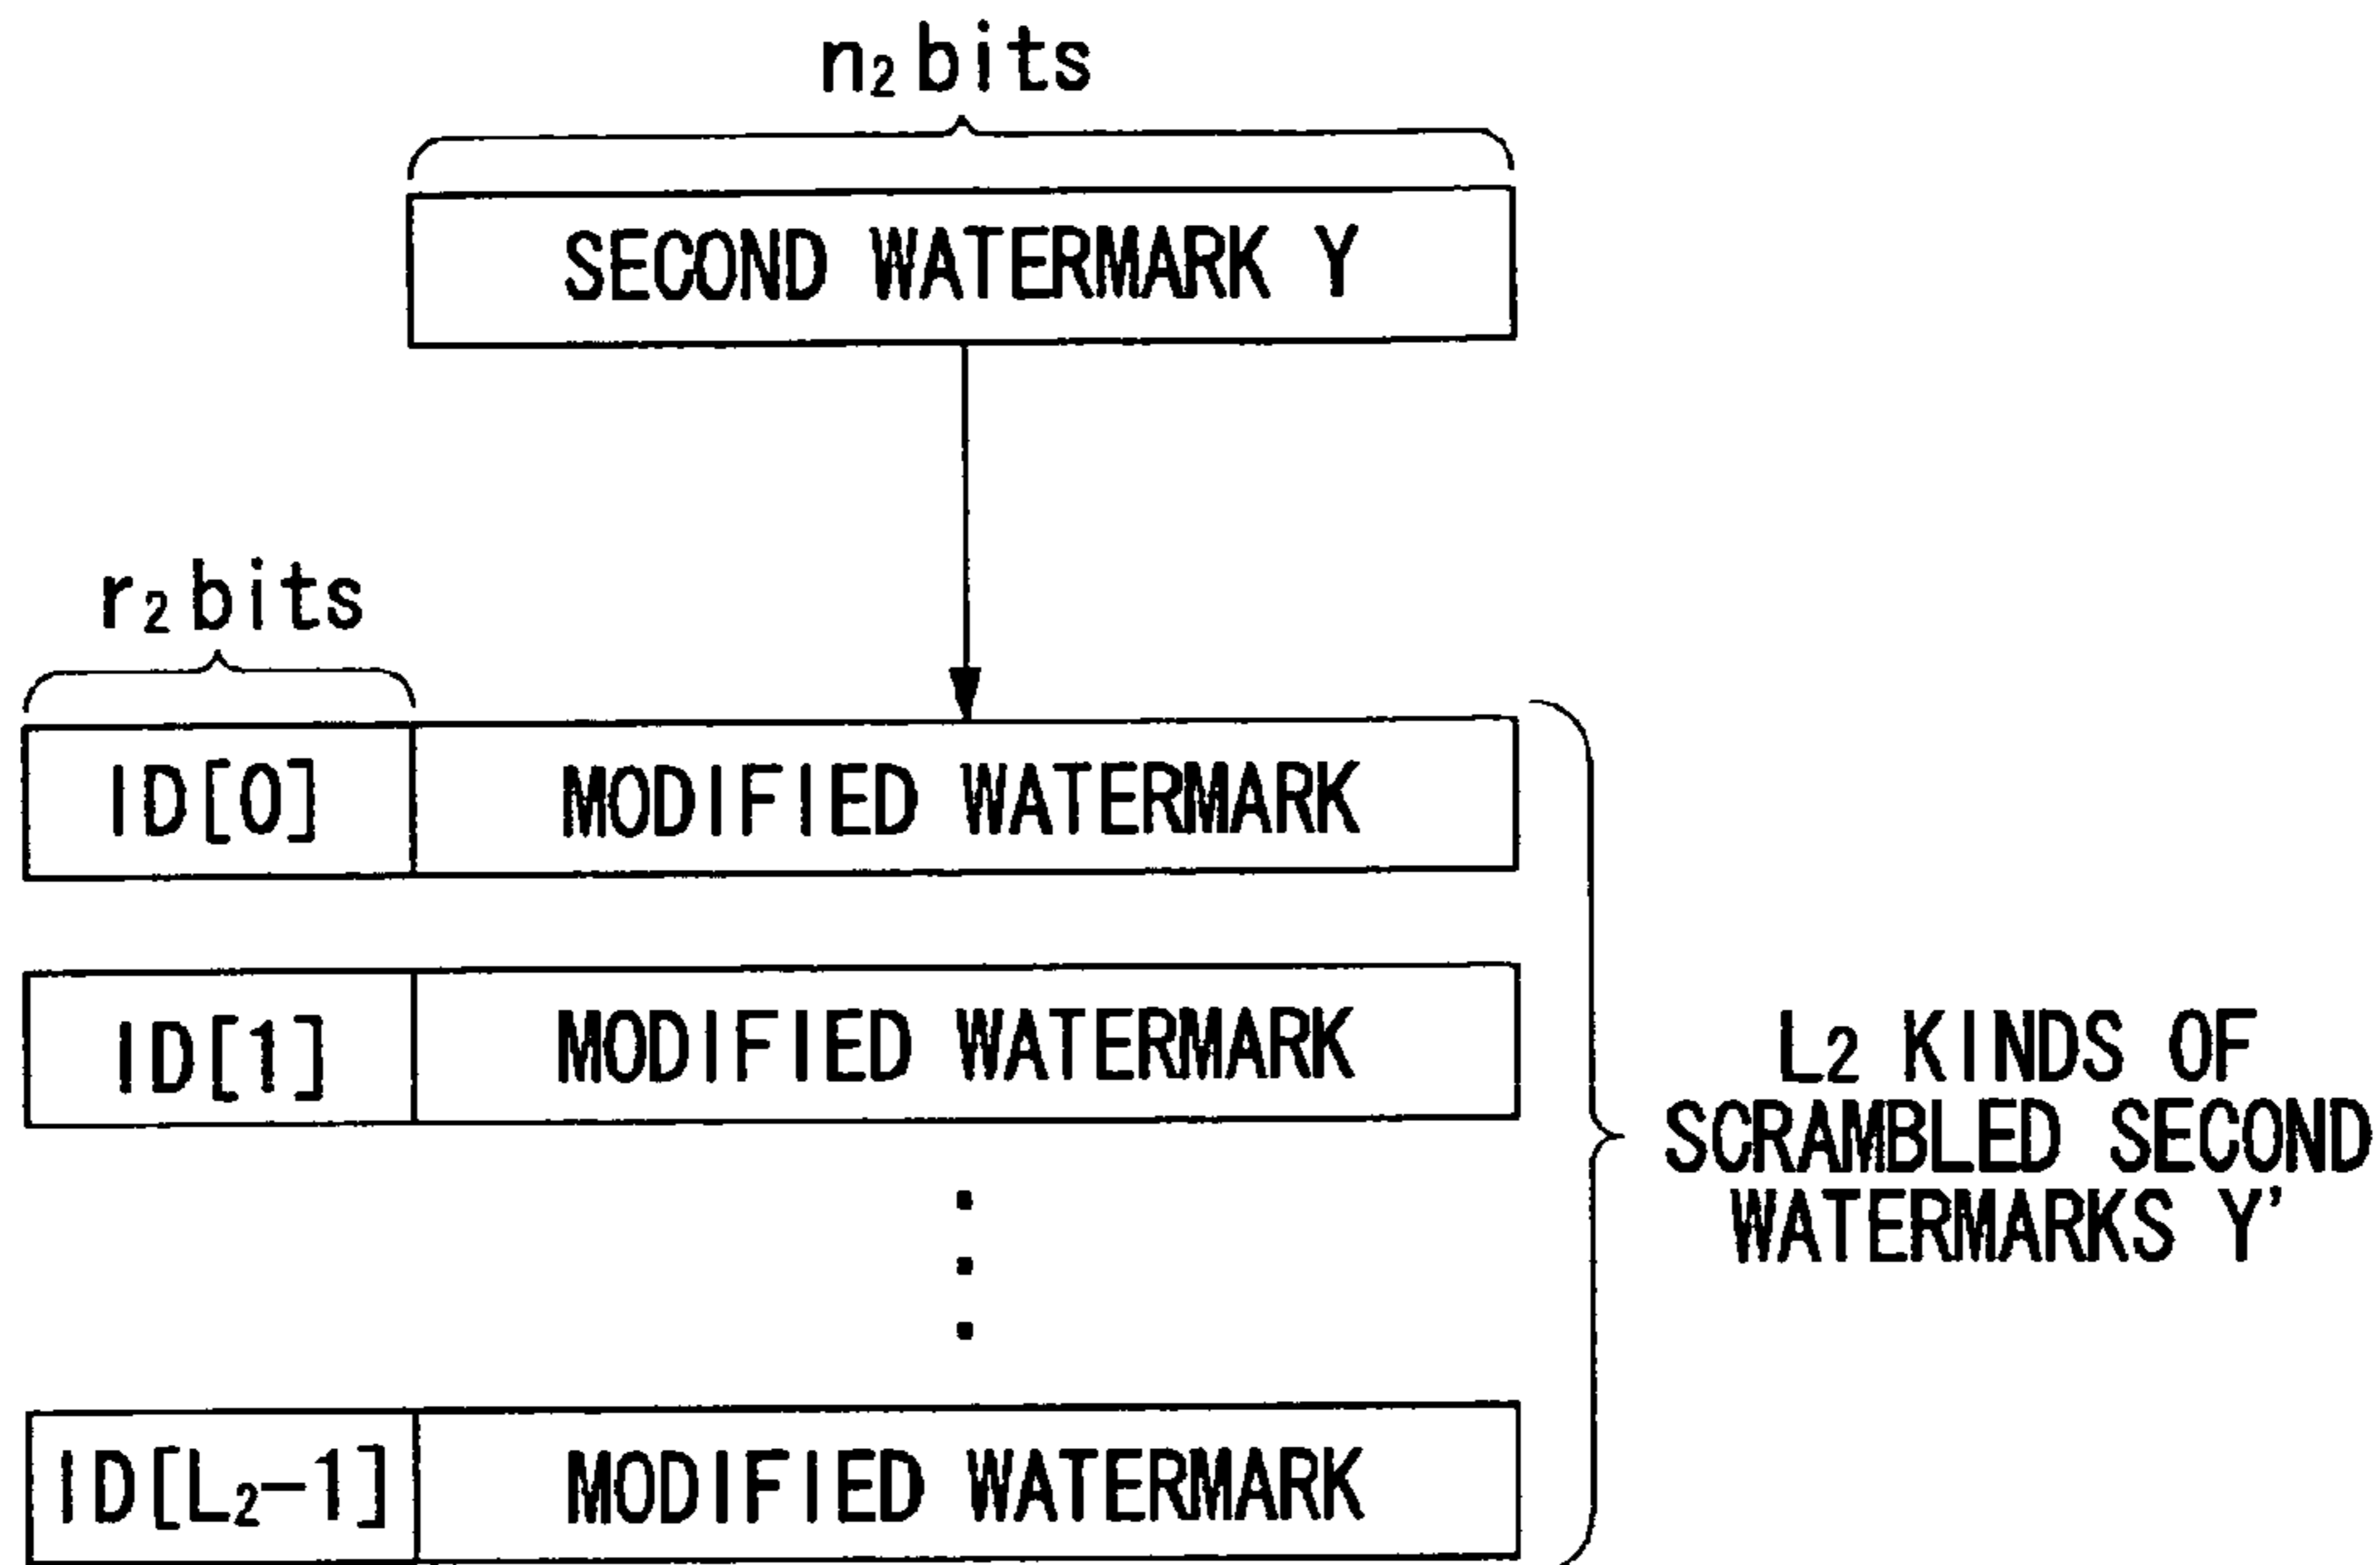 n₂ bits
SECOND WATERMARK Y
r₂ bits
ID[0] MODIFIED WATERMARK
ID[1] MODIFIED WATERMARK
ID[L₂-1] MODIFIED WATERMARK
L₂ KINDS OF
SCRAMBLED SECOND
WATERMARKS Y'